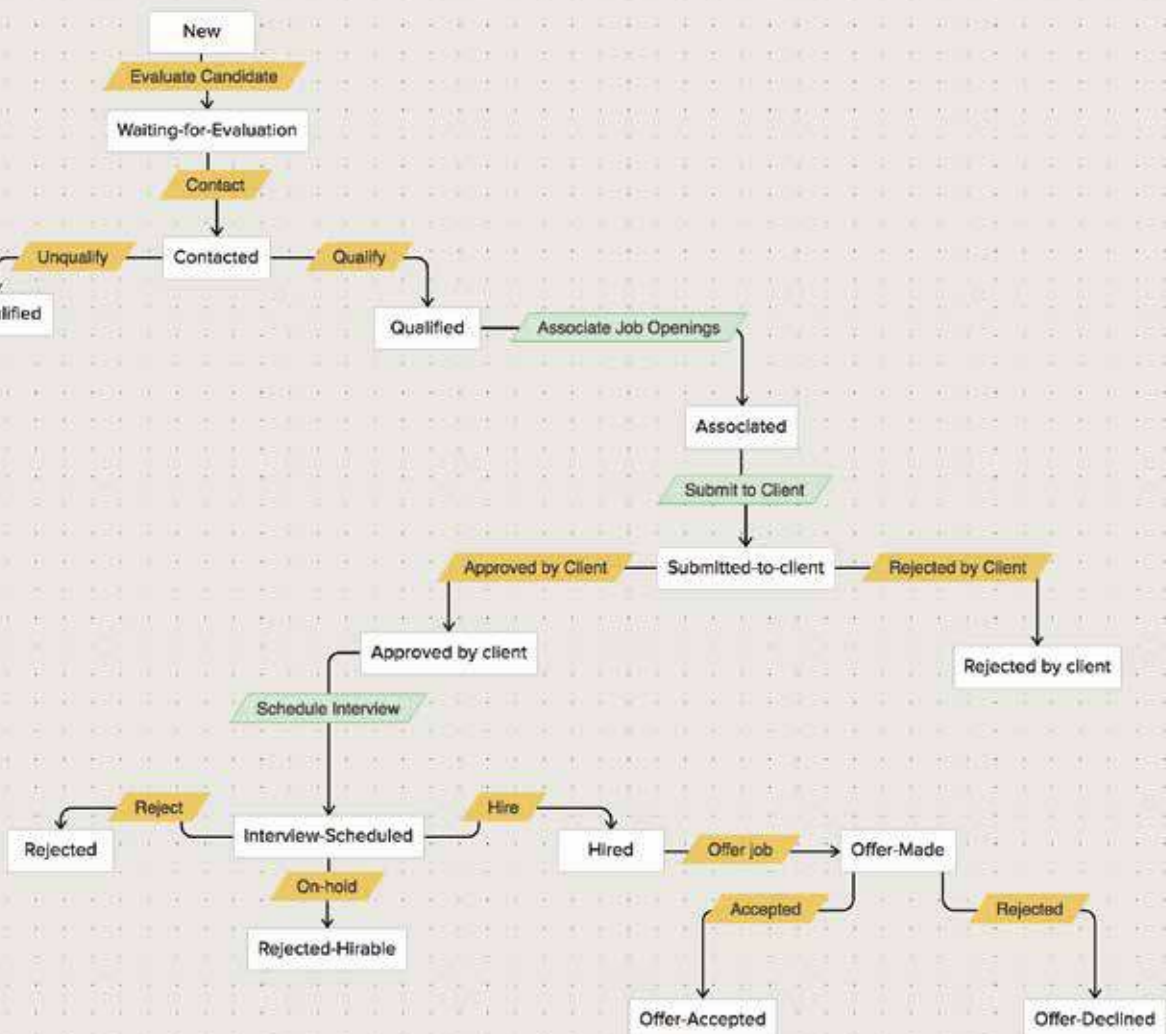 New
Evaluate Candidate
Waiting-for-Evaluation
Contact
Unqualify
Contacted
Qualify
lified
Qualified
Associate Job Openings
Associated
Submit to Client
Approved by Client
Submitted-to-client
Rejected by Client
Approved by client
Rejected by client
Schedule Interview
Reject
Hire
Rejected
Interview-Scheduled
Hired
Offer job
Offer-Made
On-hold
Accepted
Rejected
Rejected-Hirable
Offer-Accepted
Offer-Declined